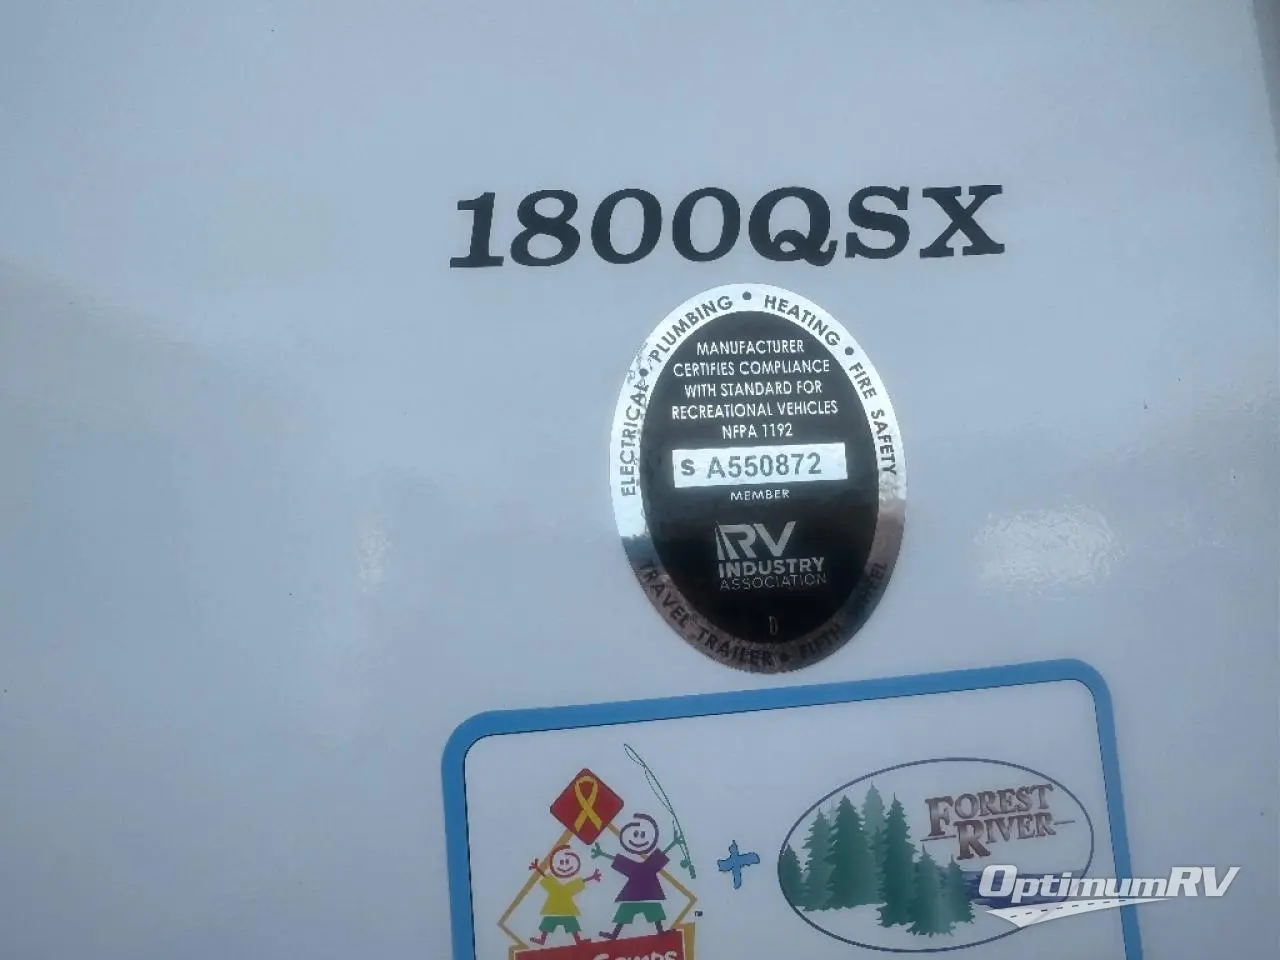 1800QSX
ELECTRICAL • PLUMBING • HEATING • FIRE SAFETY
MANUFACTURER
CERTIFIES COMPLIANCE
WITH STANDARD FOR
RECREATIONAL VEHICLES
NFPA 1192
S A550872
MEMBER
RV
INDUSTRY
ASSOCIATION
D
TRAVEL TRAILER • FIFTH WHEEL
+
FOREST
RIVER
OptimumRV
™